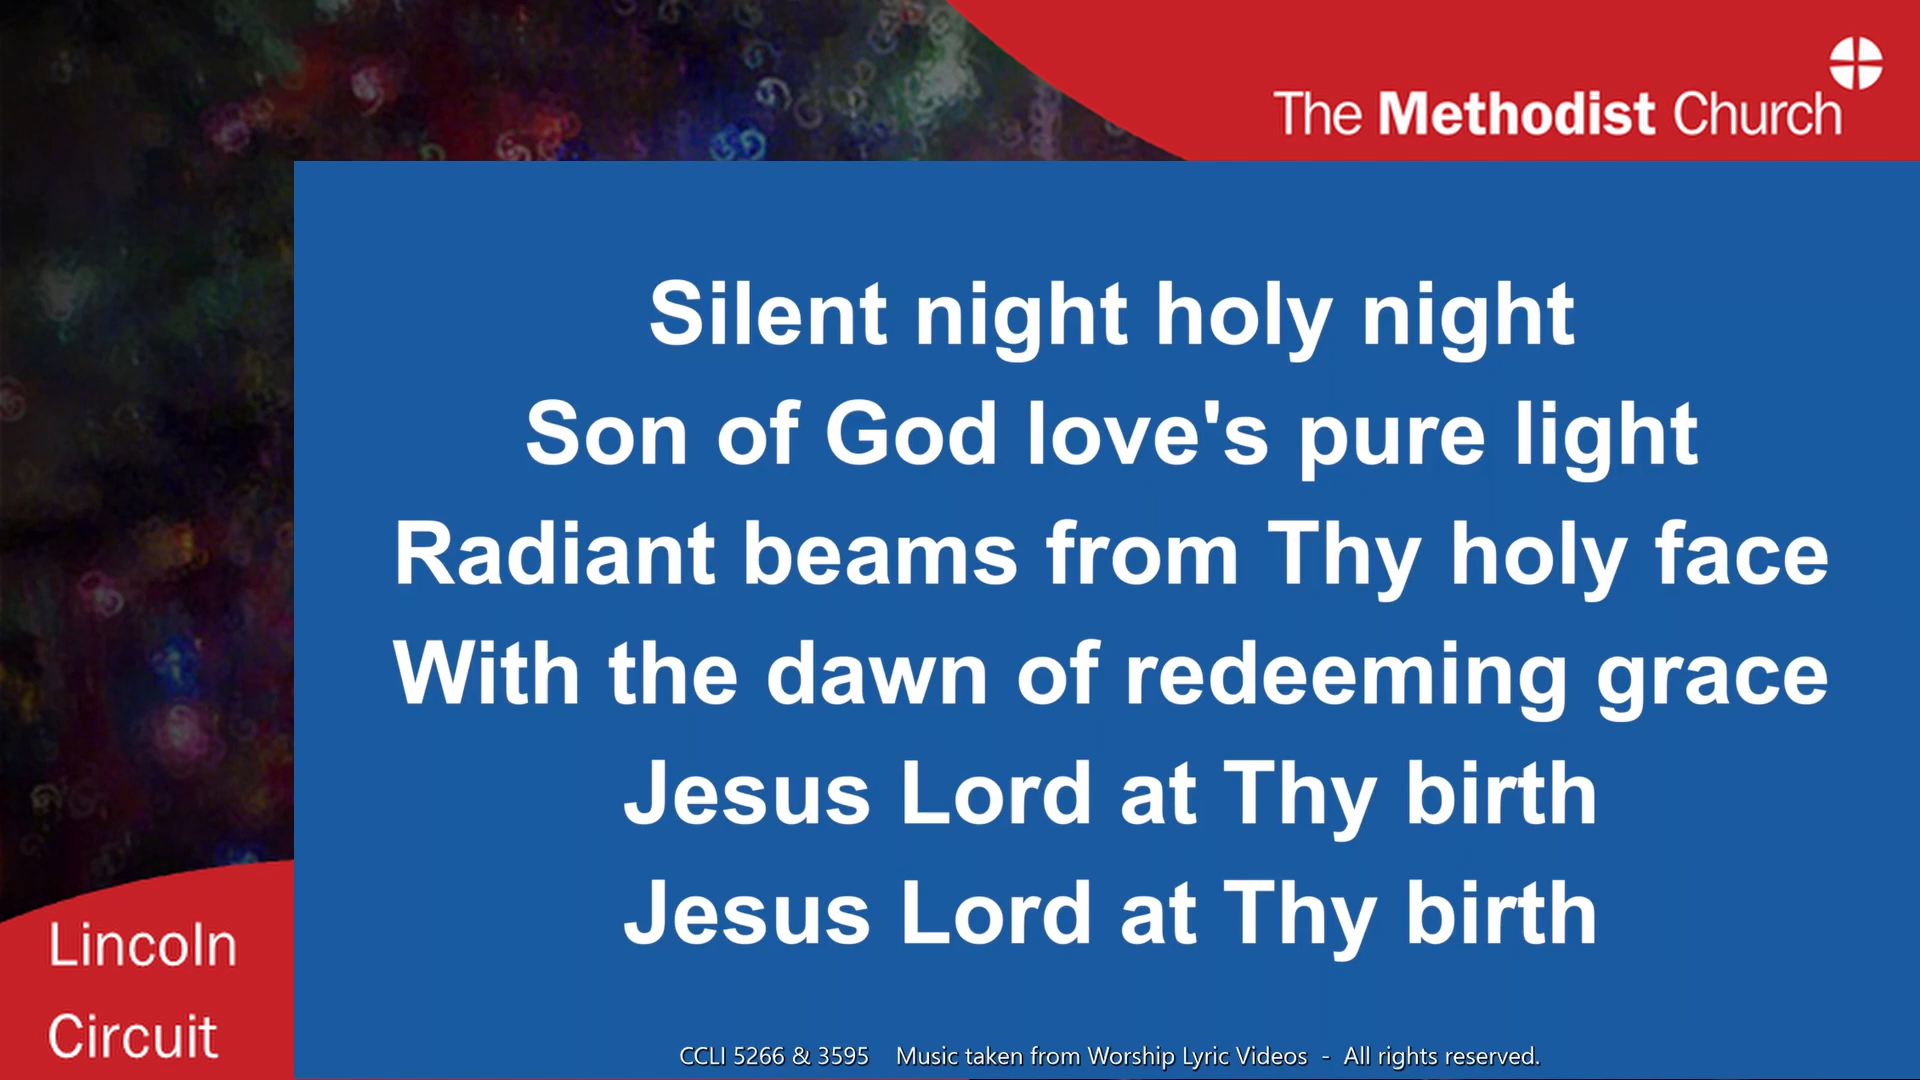 The Methodist Church
Silent night holy night
Son of God love's pure light
Radiant beams from Thy holy face
With the dawn of redeeming grace
Jesus Lord at Thy birth
Jesus Lord at Thy birth
Lincoln
Circuit
CCLI 5266 & 3595    Music taken from Worship Lyric Videos  -  All rights reserved.